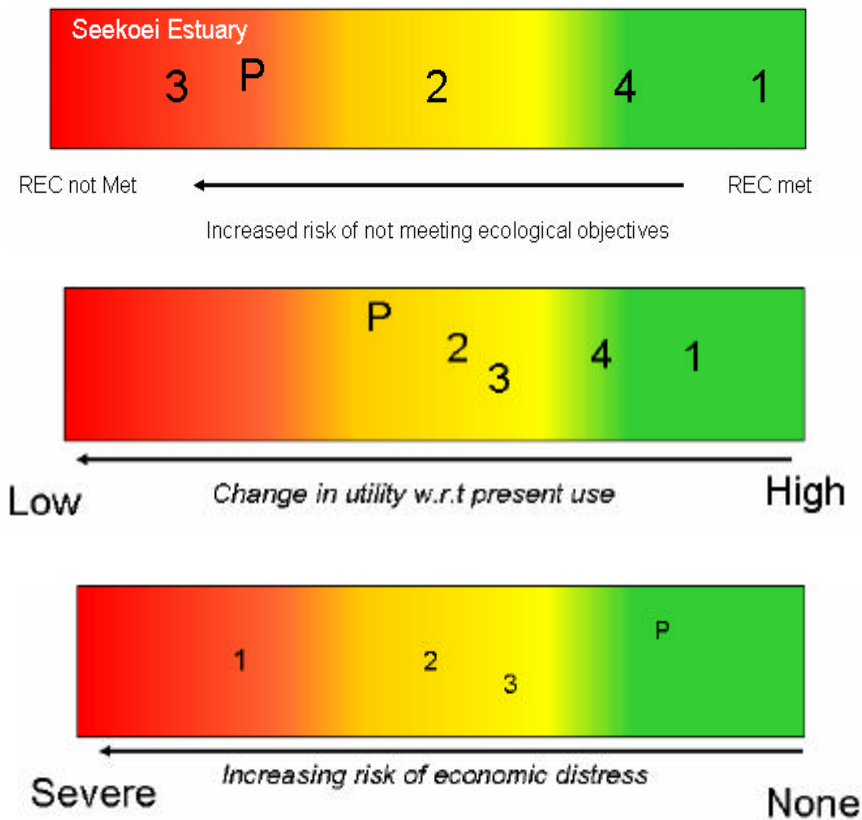 Seekoei Estuary
3 P 2 4 1
REC not Met REC met
Increased risk of not meeting ecological objectives
P 2 3 4 1
Low Change in utility w.r.t present use High
1 2 3 P
Severe Increasing risk of economic distress None